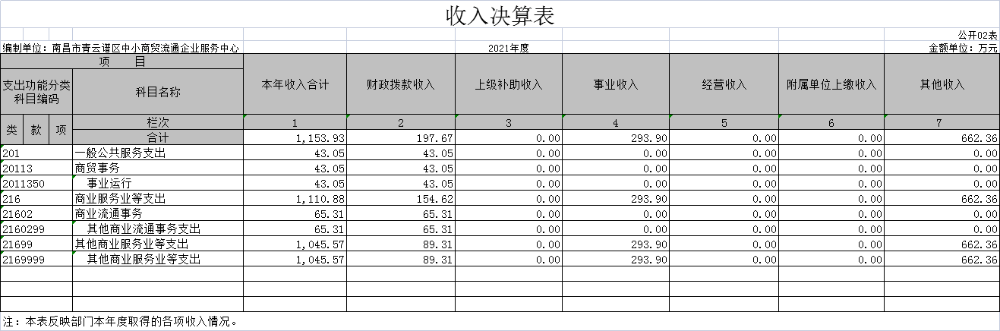 收入决算表
公开02表
编制单位：南昌市青云谱区中小商贸流通企业服务中心 2021年度 金额单位：万元
项 目 本年收入合计 财政拨款收入 上级补助收入 事业收入 经营收入 附属单位上缴收入 其他收入
支出功能分类科目编码 科目名称
类 款 项 栏次 1 2 3 4 5 6 7
合计 1,153.93 197.67 0.00 293.90 0.00 0.00 662.36
201 一般公共服务支出 43.05 43.05 0.00 0.00 0.00 0.00 0.00
20113 商贸事务 43.05 43.05 0.00 0.00 0.00 0.00 0.00
2011350 事业运行 43.05 43.05 0.00 0.00 0.00 0.00 0.00
216 商业服务业等支出 1,110.88 154.62 0.00 293.90 0.00 0.00 662.36
21602 商业流通事务 65.31 65.31 0.00 0.00 0.00 0.00 0.00
2160299 其他商业流通事务支出 65.31 65.31 0.00 0.00 0.00 0.00 0.00
21699 其他商业服务业等支出 1,045.57 89.31 0.00 293.90 0.00 0.00 662.36
2169999 其他商业服务业等支出 1,045.57 89.31 0.00 293.90 0.00 0.00 662.36
注：本表反映部门本年度取得的各项收入情况。